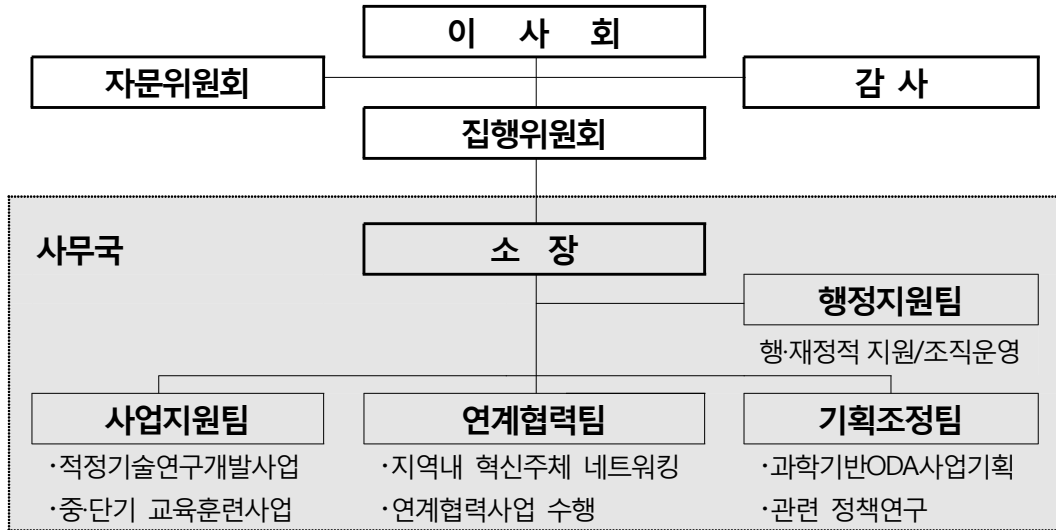 이 사 회
자문위원회
감 사
집행위원회
사무국
소 장
행정지원팀
행·재정적 지원/조직운영
사업지원팀
·적정기술연구개발사업
·중·단기 교육훈련사업
연계협력팀
·지역내 혁신주체 네트워킹
·연계협력사업 수행
기획조정팀
·과학기반ODA사업기획
·관련 정책연구